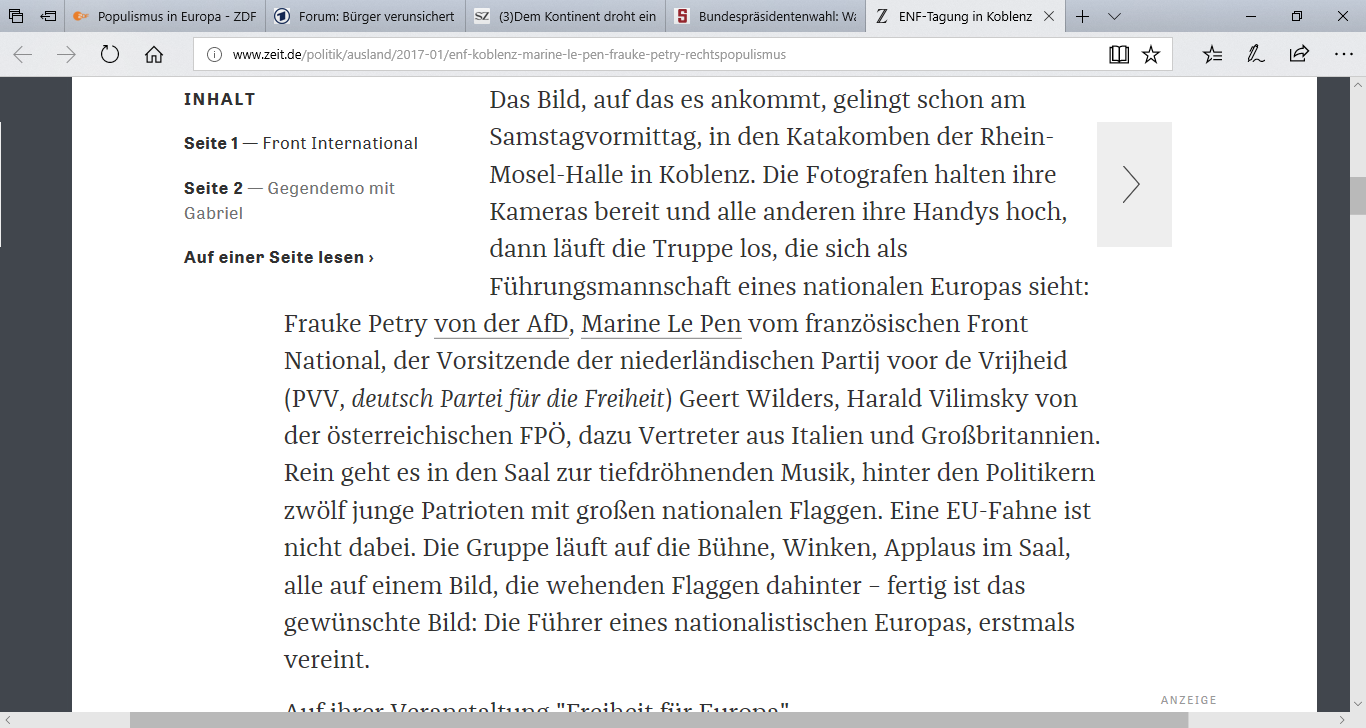 Populismus in Europa - ZDF
Forum: Bürger verunsichert
(3)Dem Kontinent droht ein
Bundespräsidentenwahl: Wa
ENF-Tagung in Koblenz
www.zeit.de/politik/ausland/2017-01/enf-koblenz-marine-le-pen-frauke-petry-rechtspopulismus
INHALT
Seite 1 — Front International
Seite 2 — Gegendemo mit
Gabriel
Auf einer Seite lesen ›
Das Bild, auf das es ankommt, gelingt schon am
Samstagvormittag, in den Katakomben der Rhein-
Mosel-Halle in Koblenz. Die Fotografen halten ihre
Kameras bereit und alle anderen ihre Handys hoch,
dann läuft die Truppe los, die sich als
Führungsmannschaft eines nationalen Europas sieht:
Frauke Petry von der AfD, Marine Le Pen vom französischen Front
National, der Vorsitzende der niederländischen Partij voor de Vrijheid
(PVV, deutsch Partei für die Freiheit) Geert Wilders, Harald Vilimsky von
der österreichischen FPÖ, dazu Vertreter aus Italien und Großbritannien.
Rein geht es in den Saal zur tiefdröhnenden Musik, hinter den Politikern
zwölf junge Patrioten mit großen nationalen Flaggen. Eine EU-Fahne ist
nicht dabei. Die Gruppe läuft auf die Bühne, Winken, Applaus im Saal,
alle auf einem Bild, die wehenden Flaggen dahinter – fertig ist das
gewünschte Bild: Die Führer eines nationalistischen Europas, erstmals
vereint.
Auf ihrer Veranstaltung "Freiheit für Europa"
ANZEIGE